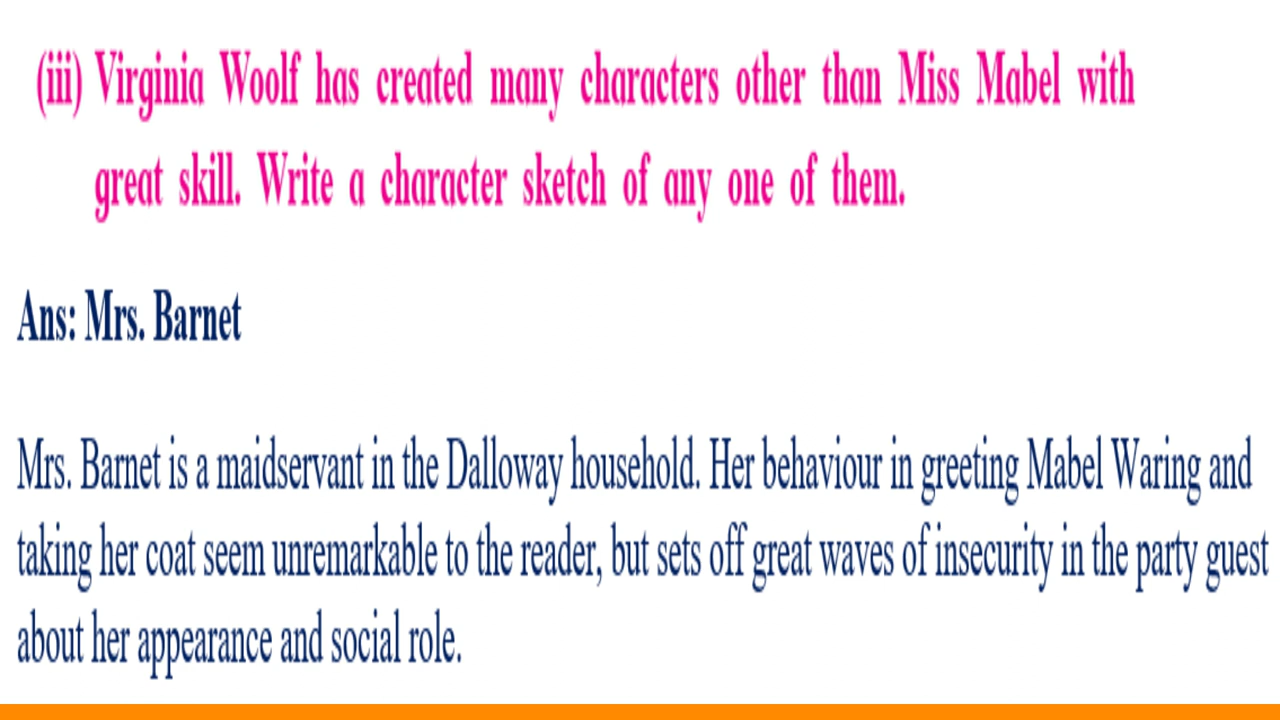 (iii) Virginia Woolf has created many characters other than Miss Mabel with
great skill. Write a character sketch of any one of them.
Ans: Mrs. Barnet
Mrs. Barnet is a maidservant in the Dalloway household. Her behaviour in greeting Mabel Waring and
taking her coat seem unremarkable to the reader, but sets off great waves of insecurity in the party guest
about her appearance and social role.